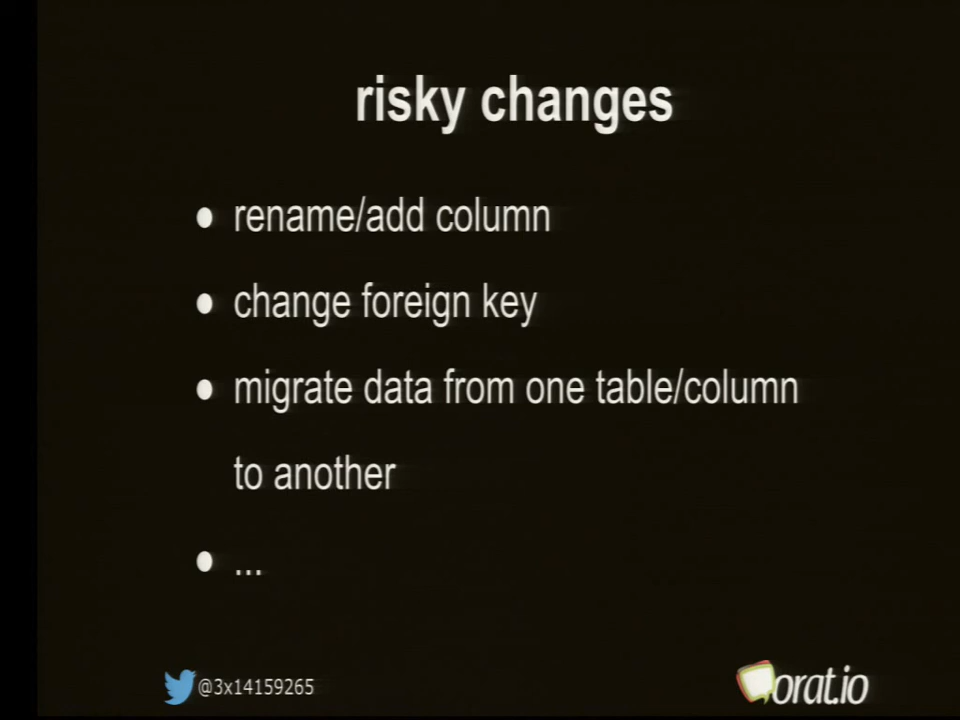 risky changes
● rename/add column
● change foreign key
● migrate data from one table/column
to another
● ...
@3x14159265
orat.io